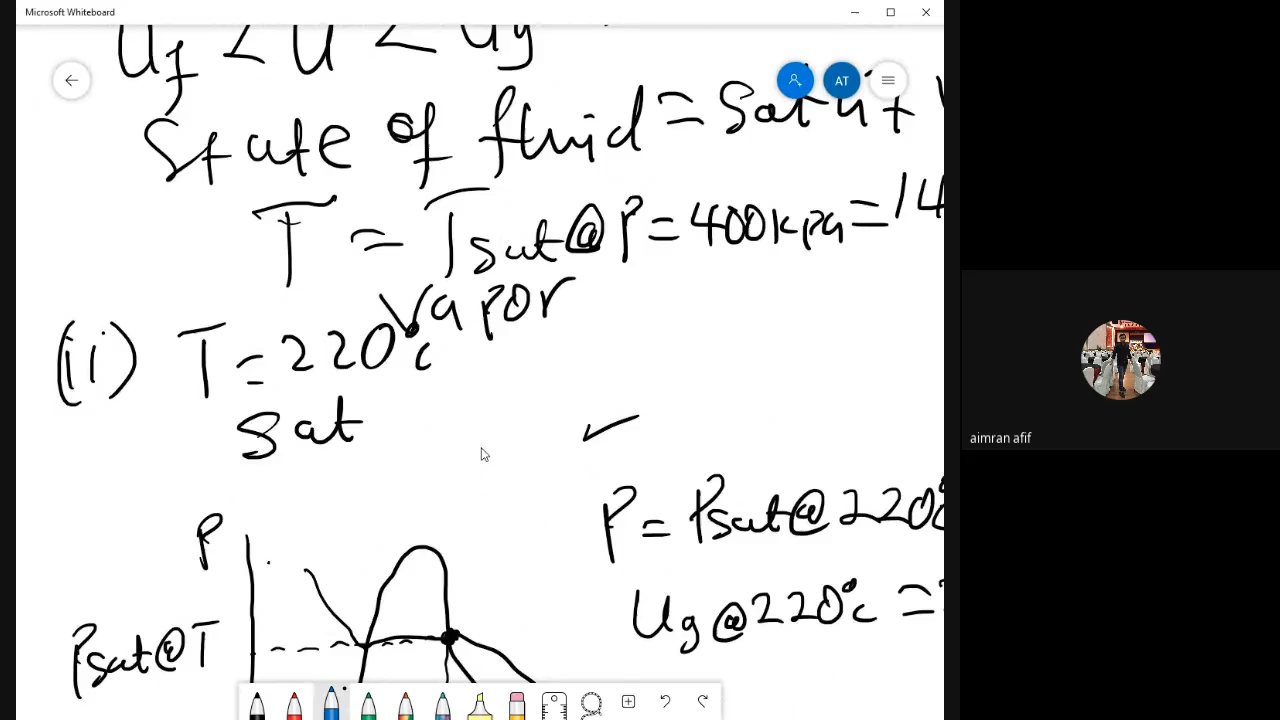 Microsoft Whiteboard
Uf < U < Ug
AT
State of fluid = Sat
T = Tsat@P = 400kpa = 14
Vapor
(ii) T = 220°c
Sat
P = Psat@220°
P
Ug@220°c =
aimran afif
Psat@T